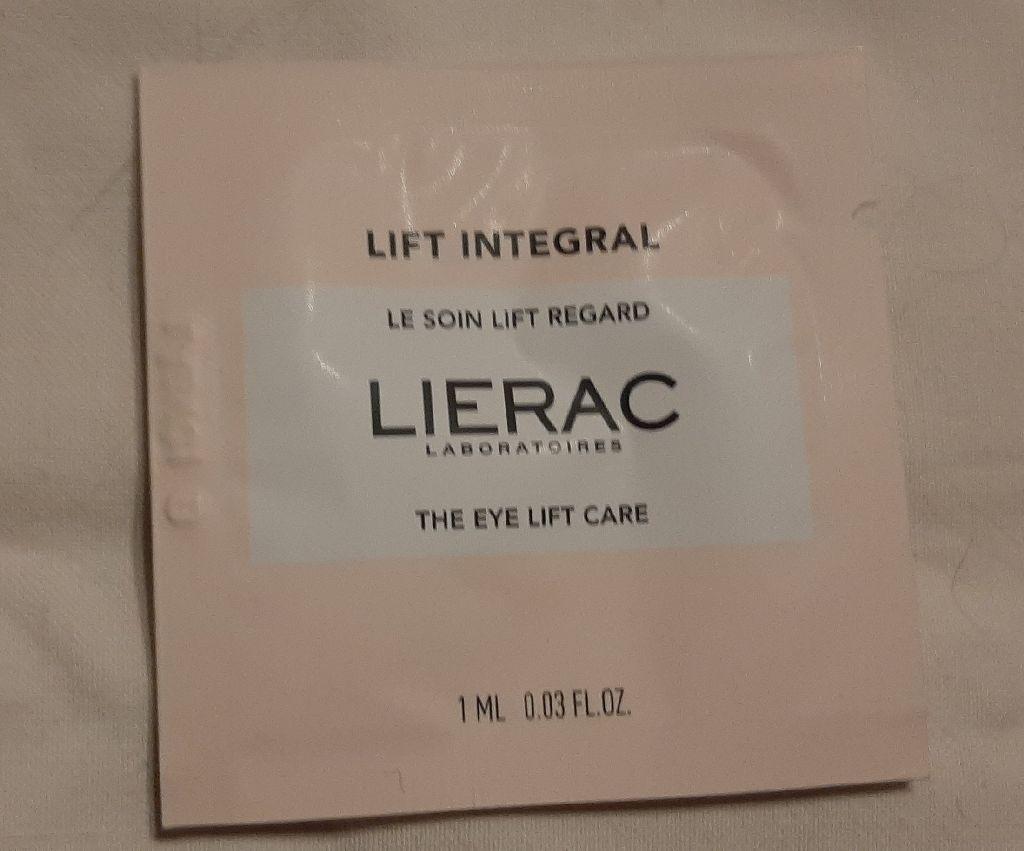 LIFT INTEGRAL
LE SOIN LIFT REGARD
LIERAC
LABORATOIRES
THE EYE LIFT CARE
1 ML 0.03 FL.OZ.